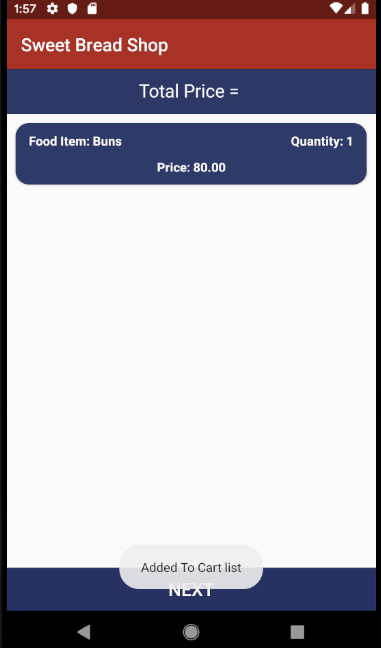 1:57
Sweet Bread Shop
Total Price =
Food Item: Buns Quantity: 1
Price: 80.00
Added To Cart list
NEXT